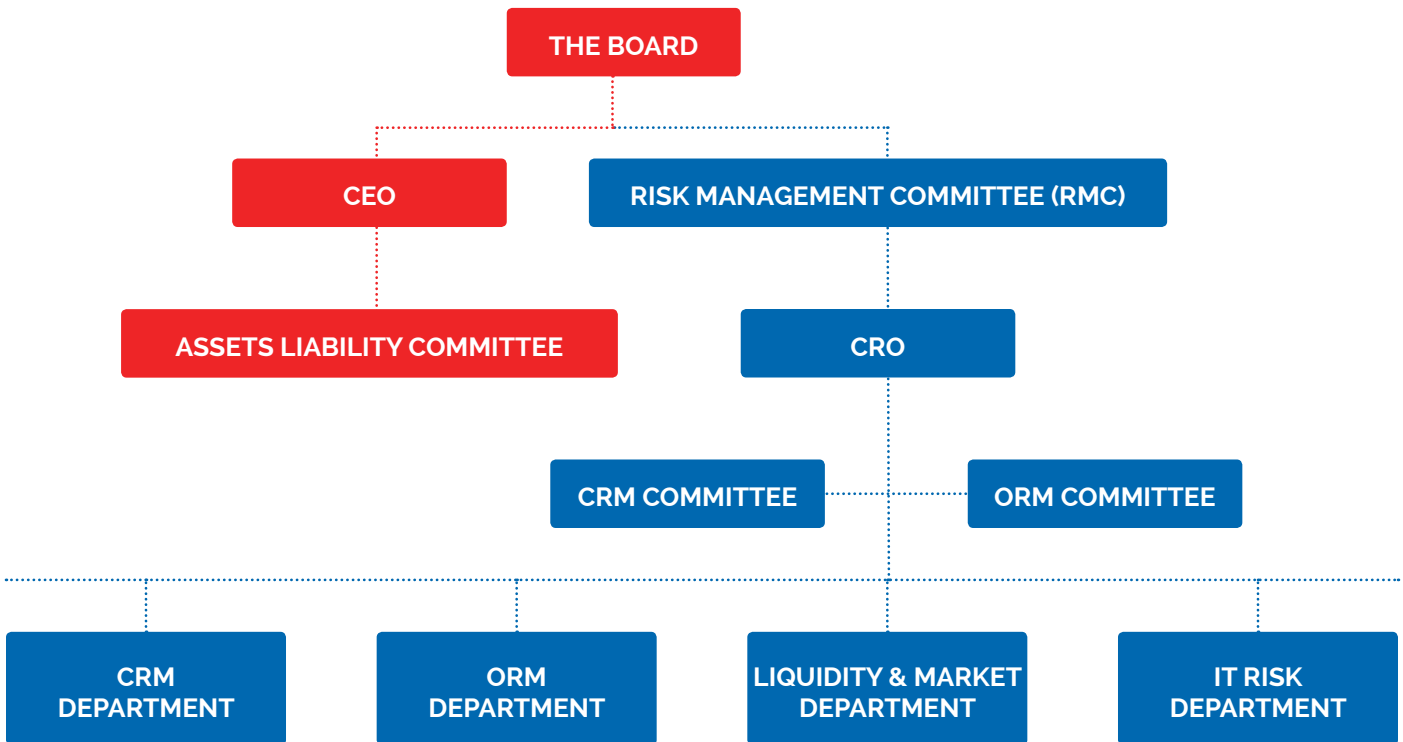 THE BOARD
CEO
RISK MANAGEMENT COMMITTEE (RMC)
ASSETS LIABILITY COMMITTEE
CRO
CRM COMMITTEE
ORM COMMITTEE
CRM
DEPARTMENT
ORM
DEPARTMENT
LIQUIDITY & MARKET
DEPARTMENT
IT RISK
DEPARTMENT